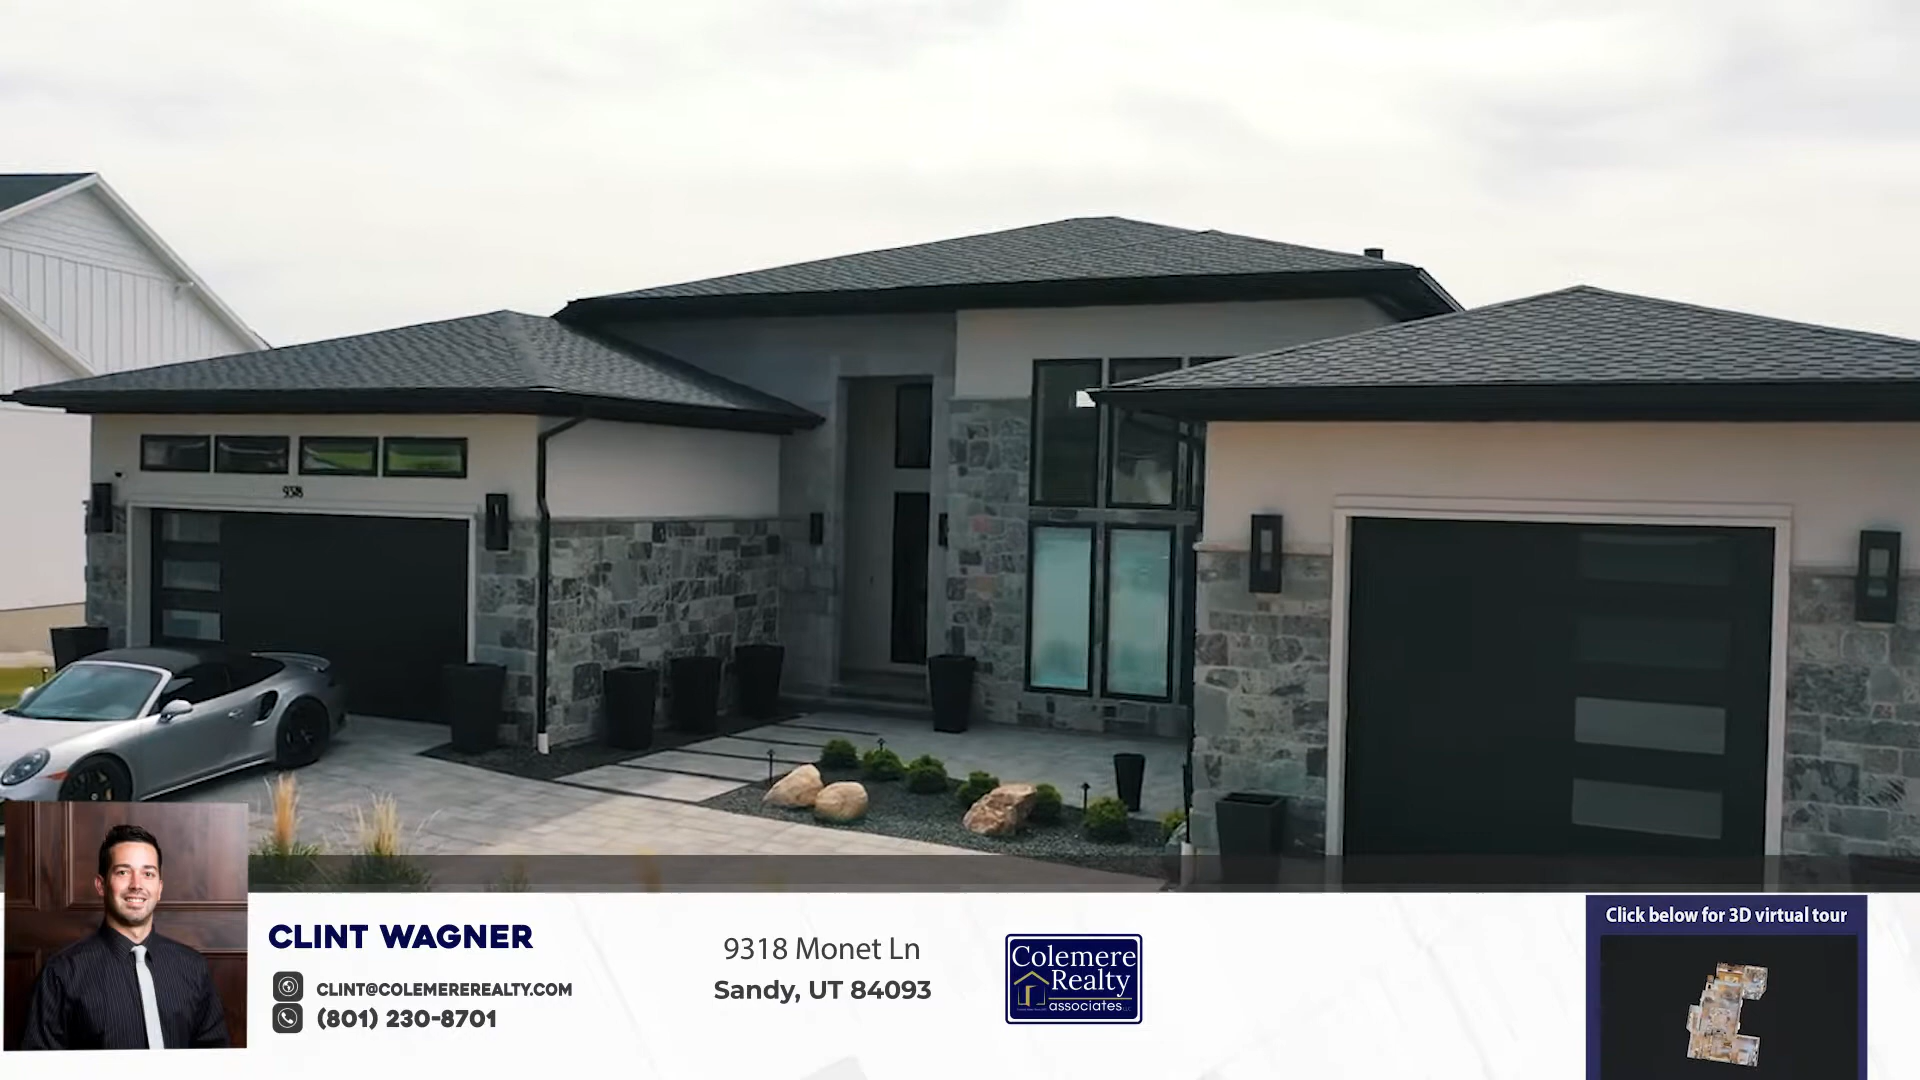 9318
CLINT WAGNER
CLINT@COLEMEREREALTY.COM
(801) 230-8701
9318 Monet Ln
Sandy, UT 84093
Colemere
Realty
associates
Click below for 3D virtual tour